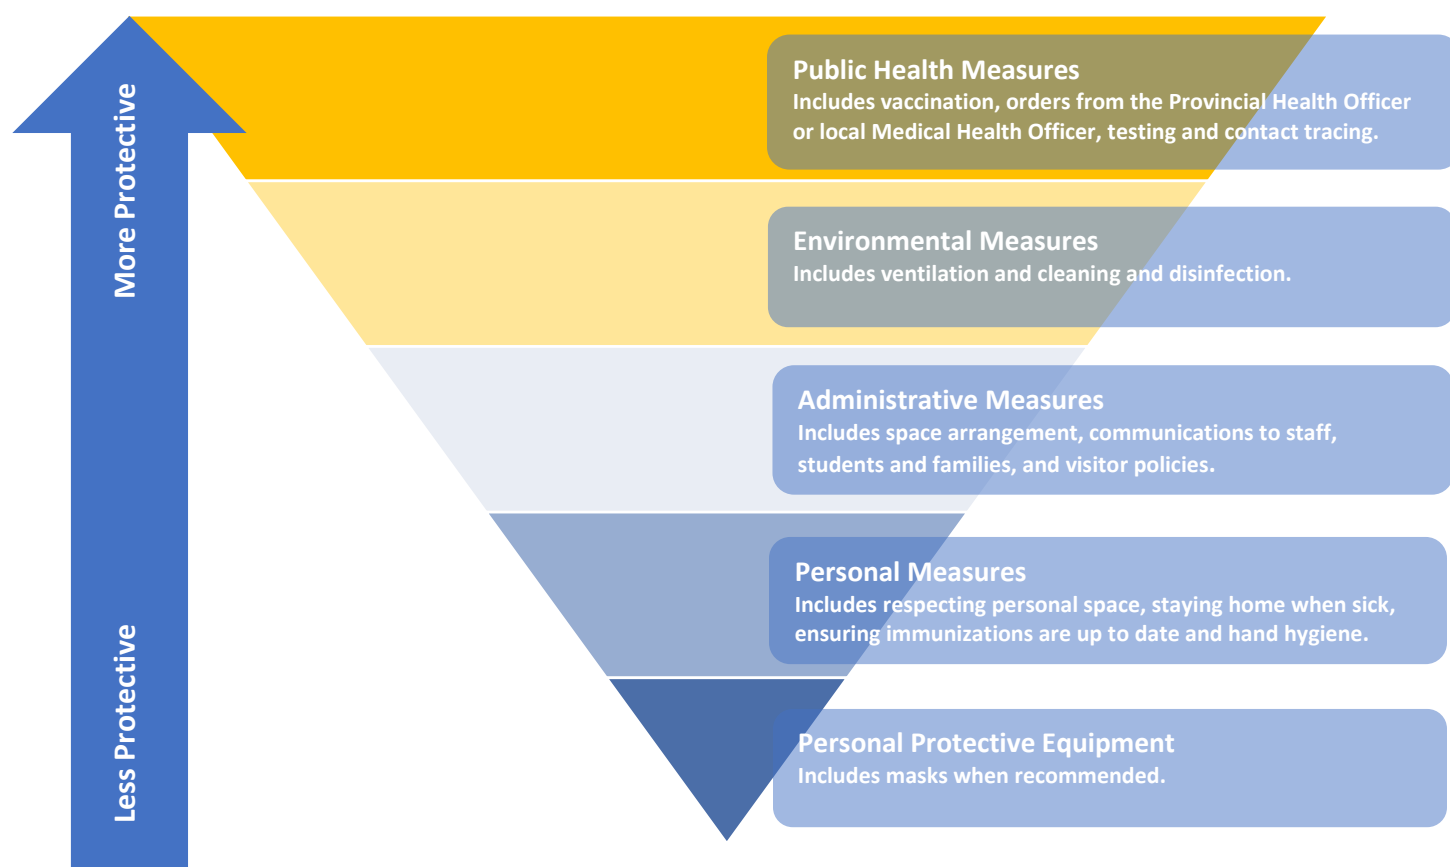 More Protective
Less Protective
Public Health Measures
Includes vaccination, orders from the Provincial Health Officer
or local Medical Health Officer, testing and contact tracing.
Environmental Measures
Includes ventilation and cleaning and disinfection.
Administrative Measures
Includes space arrangement, communications to staff,
students and families, and visitor policies.
Personal Measures
Includes respecting personal space, staying home when sick,
ensuring immunizations are up to date and hand hygiene.
Personal Protective Equipment
Includes masks when recommended.